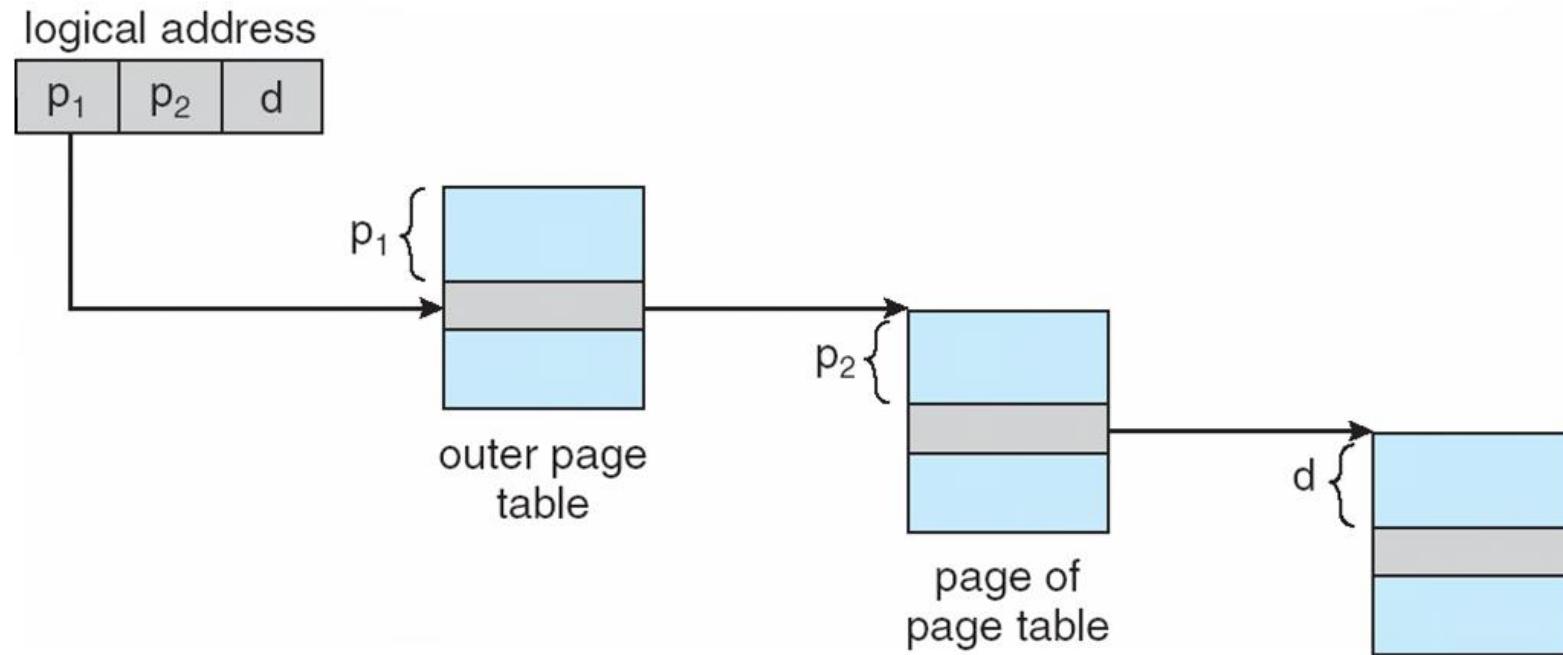 logical address
p₁ p₂ d
p₁
outer page
table
p₂
page of
page table
d